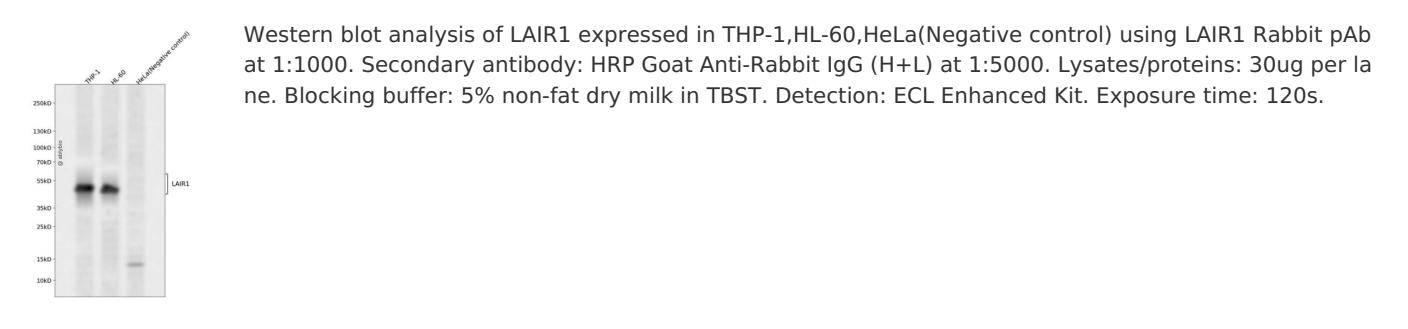 Western blot analysis of LAIR1 expressed in THP-1,HL-60,HeLa(Negative control) using LAIR1 Rabbit pAb
at 1:1000. Secondary antibody: HRP Goat Anti-Rabbit IgG (H+L) at 1:5000. Lysates/proteins: 30ug per la
ne. Blocking buffer: 5% non-fat dry milk in TBST. Detection: ECL Enhanced Kit. Exposure time: 120s.
THP-1
HL-60
HeLa(Negative control)
250kD
130kD
100kD
70kD
55kD
35kD
25kD
15kD
10kD
LAIR1